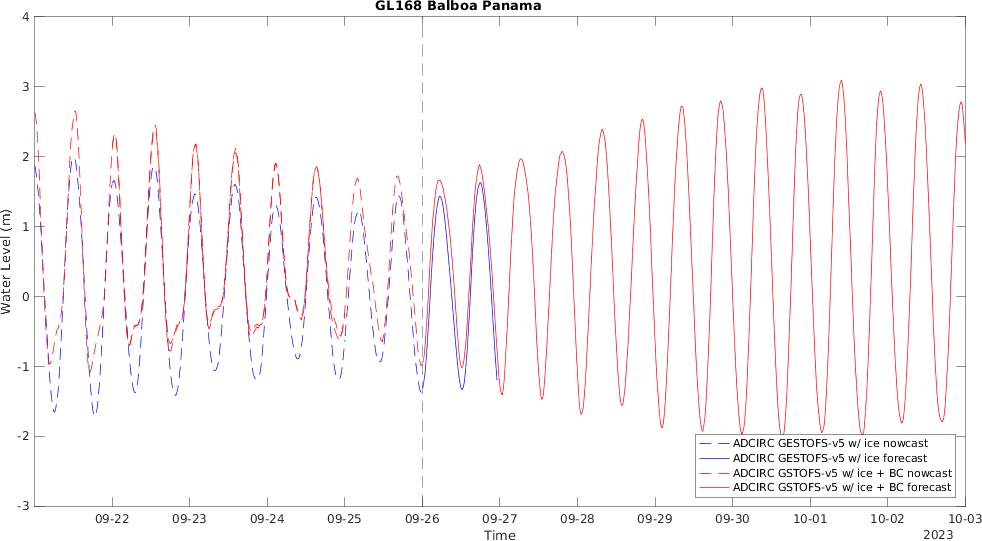 GL168 Balboa Panama
4
3
2
1
0
-1
-2
-3
Water Level (m)
ADCIRC GESTOFS-v5 w/ ice nowcast
ADCIRC GESTOFS-v5 w/ ice forecast
ADCIRC GSTOFS-v5 w/ ice + BC nowcast
ADCIRC GSTOFS-v5 w/ ice + BC forecast
09-22 09-23 09-24 09-25 09-26 09-27 09-28 09-29 09-30 10-01 10-02 10-03
Time
2023